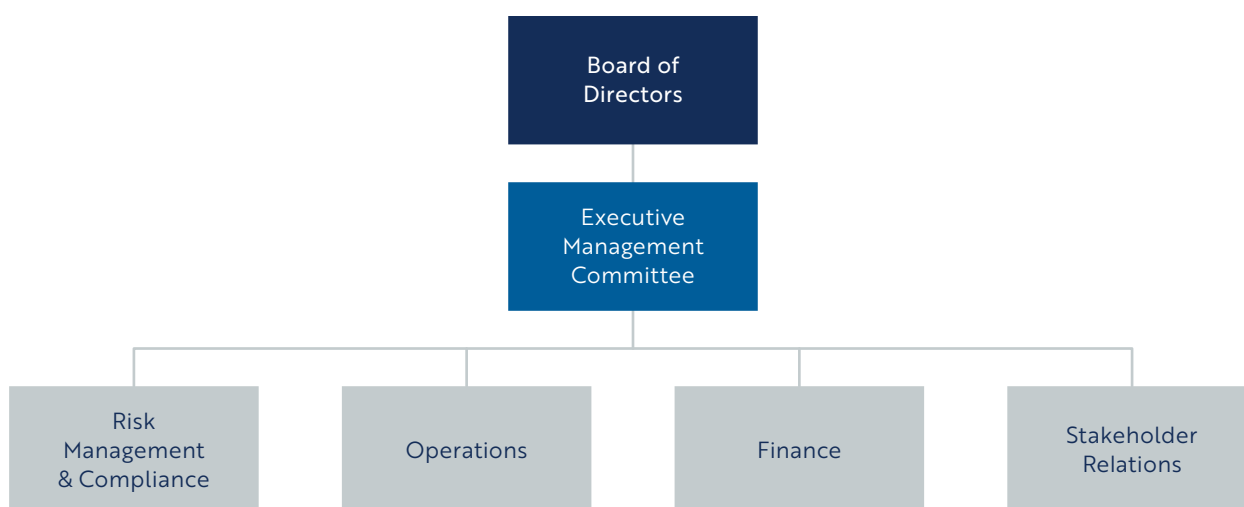 Board of
Directors
Executive
Management
Committee
Risk
Management
& Compliance
Operations
Finance
Stakeholder
Relations